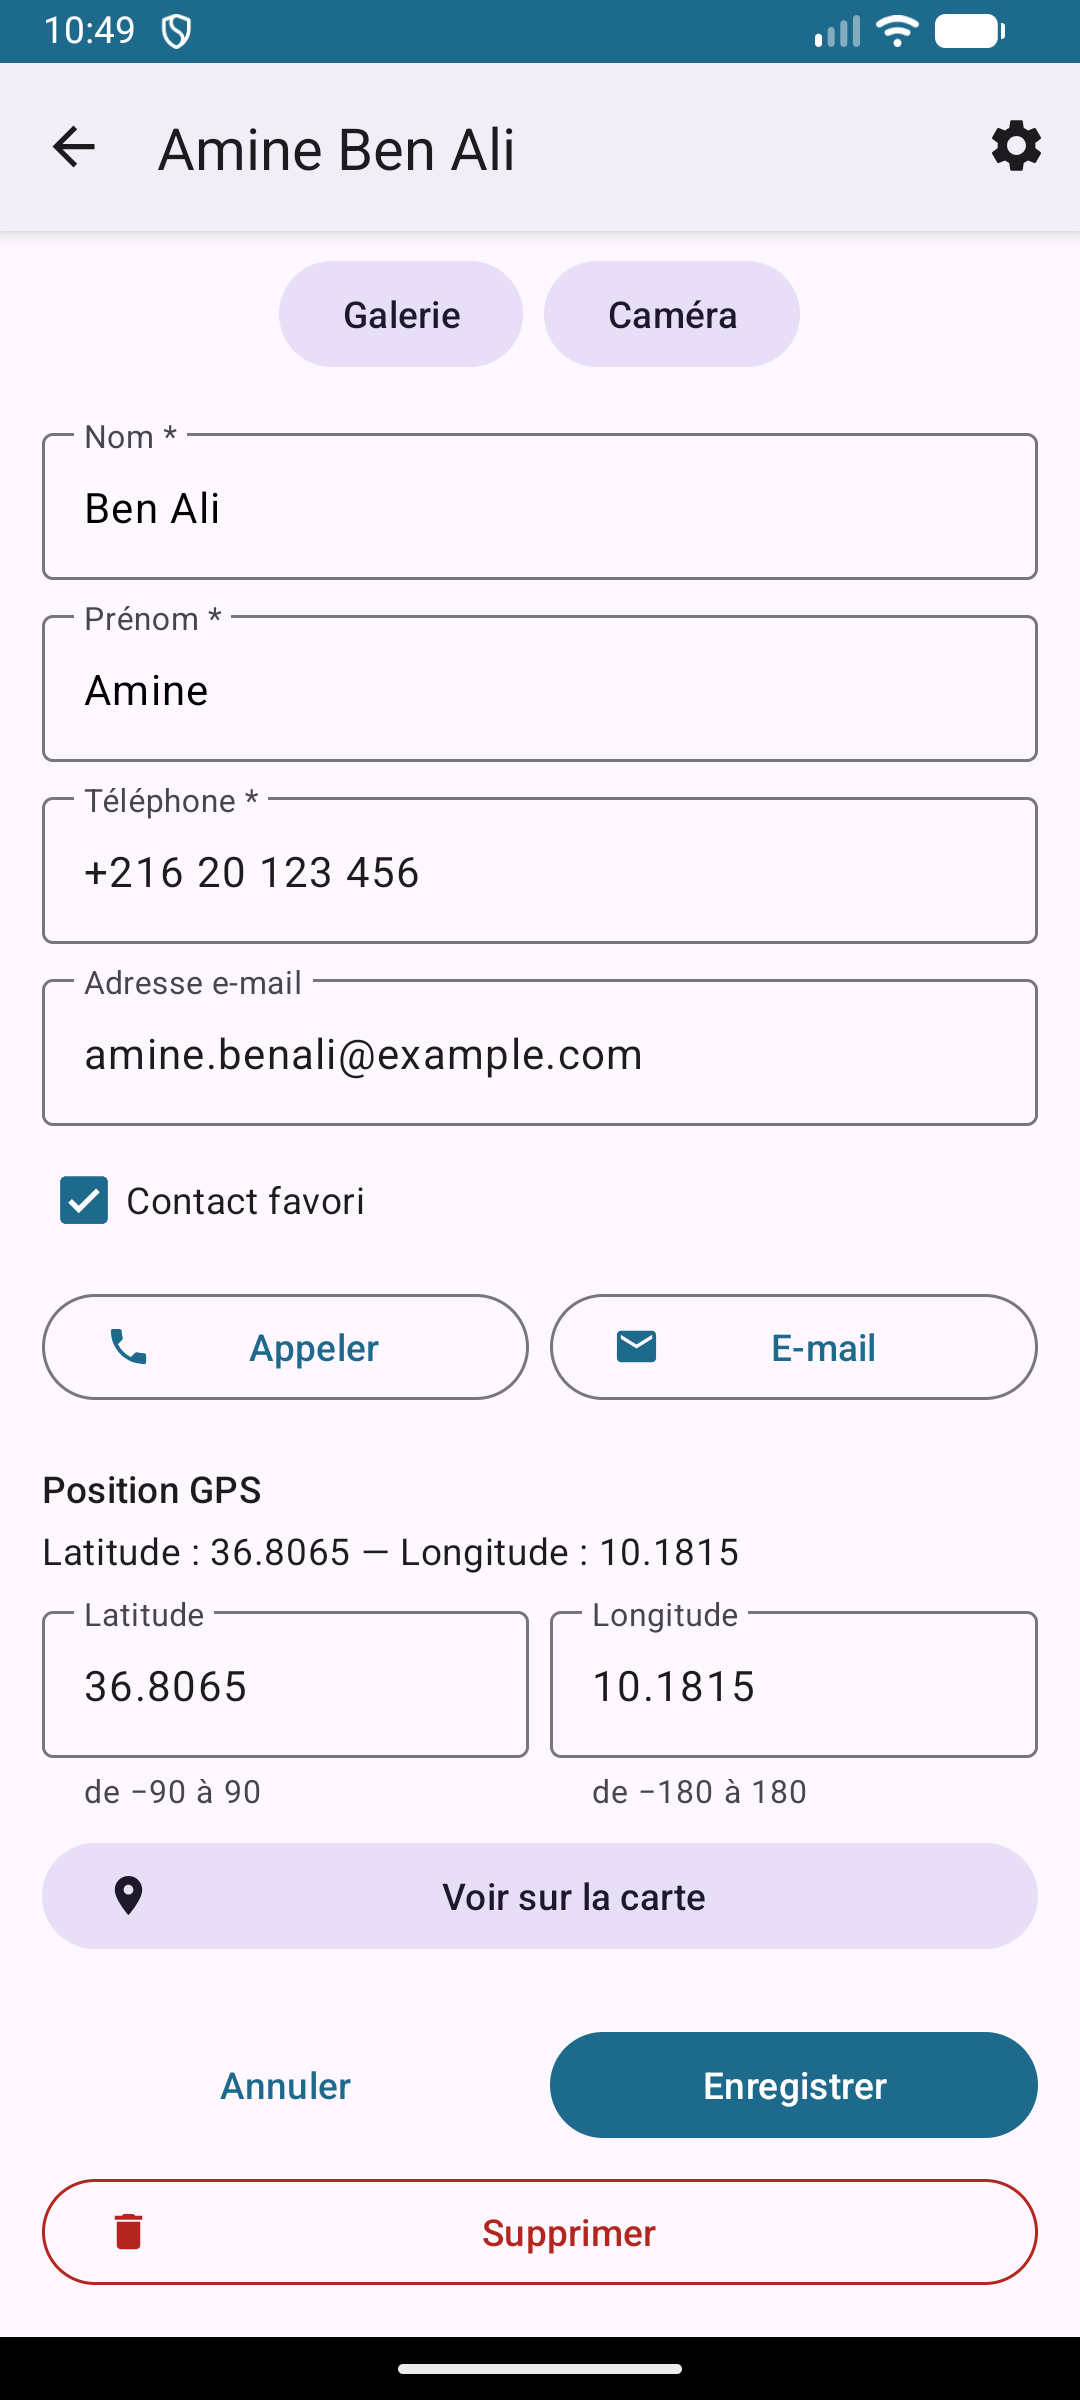 10:49
Amine Ben Ali
Galerie
Caméra
Nom *
Ben Ali
Prénom *
Amine
Téléphone *
+216 20 123 456
Adresse e-mail
amine.benali@example.com
Contact favori
Appeler
E-mail
Position GPS
Latitude : 36.8065 — Longitude : 10.1815
Latitude
36.8065
de −90 à 90
Longitude
10.1815
de −180 à 180
Voir sur la carte
Annuler
Enregistrer
Supprimer